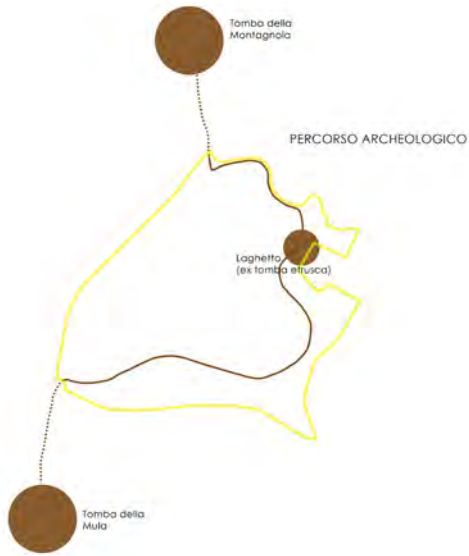 Tomba della
Montagnola
PERCORSO ARCHEOLOGICO
Laghetto
(ex tomba etrusca)
Tomba della
Mula